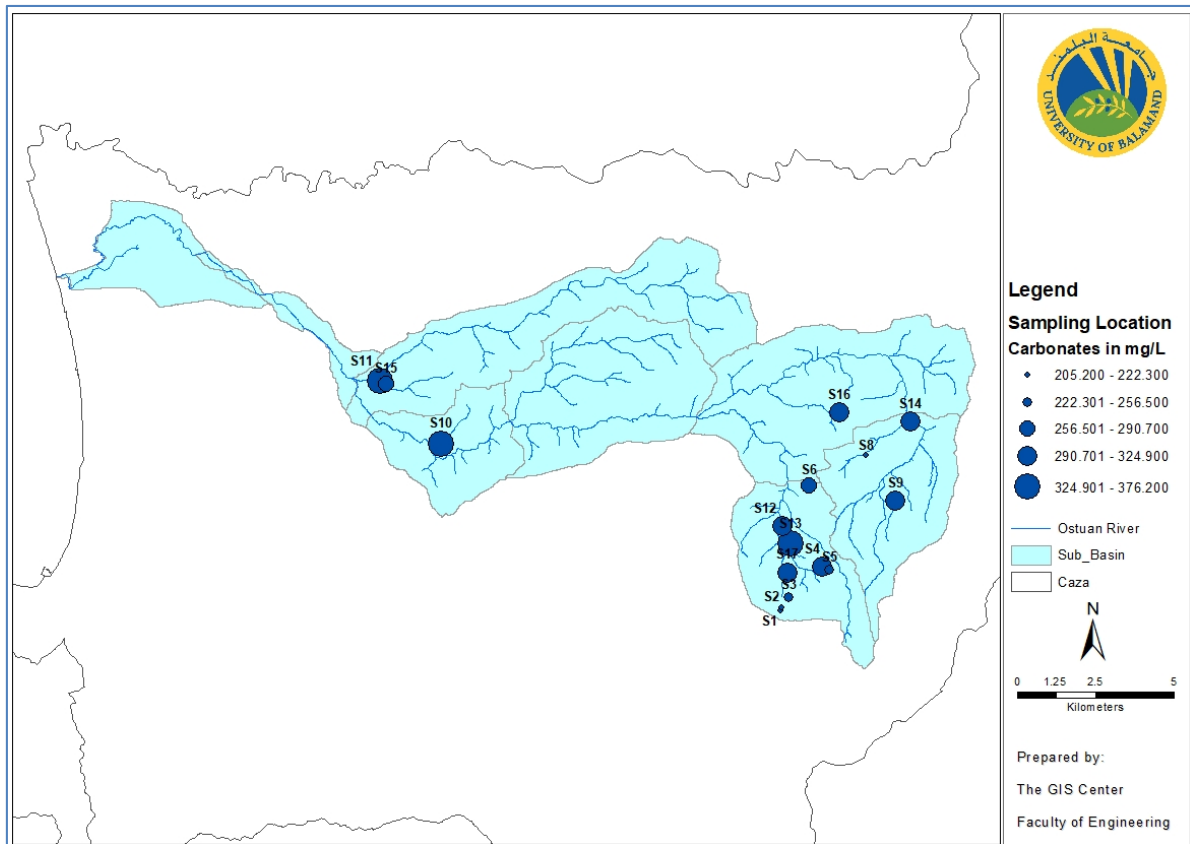 جامعة البلمند
UNIVERSITY OF BALAMAND
S11
S15
S10
S16
S14
S8
S6
S9
S12
S13
S4
S5
S17
S3
S2
S1
Legend
Sampling Location
Carbonates in mg/L
205.200 - 222.300
222.301 - 256.500
256.501 - 290.700
290.701 - 324.900
324.901 - 376.200
Ostuan River
Sub_Basin
Caza
N
0 1.25 2.5 5
Kilometers
Prepared by:
The GIS Center
Faculty of Engineering